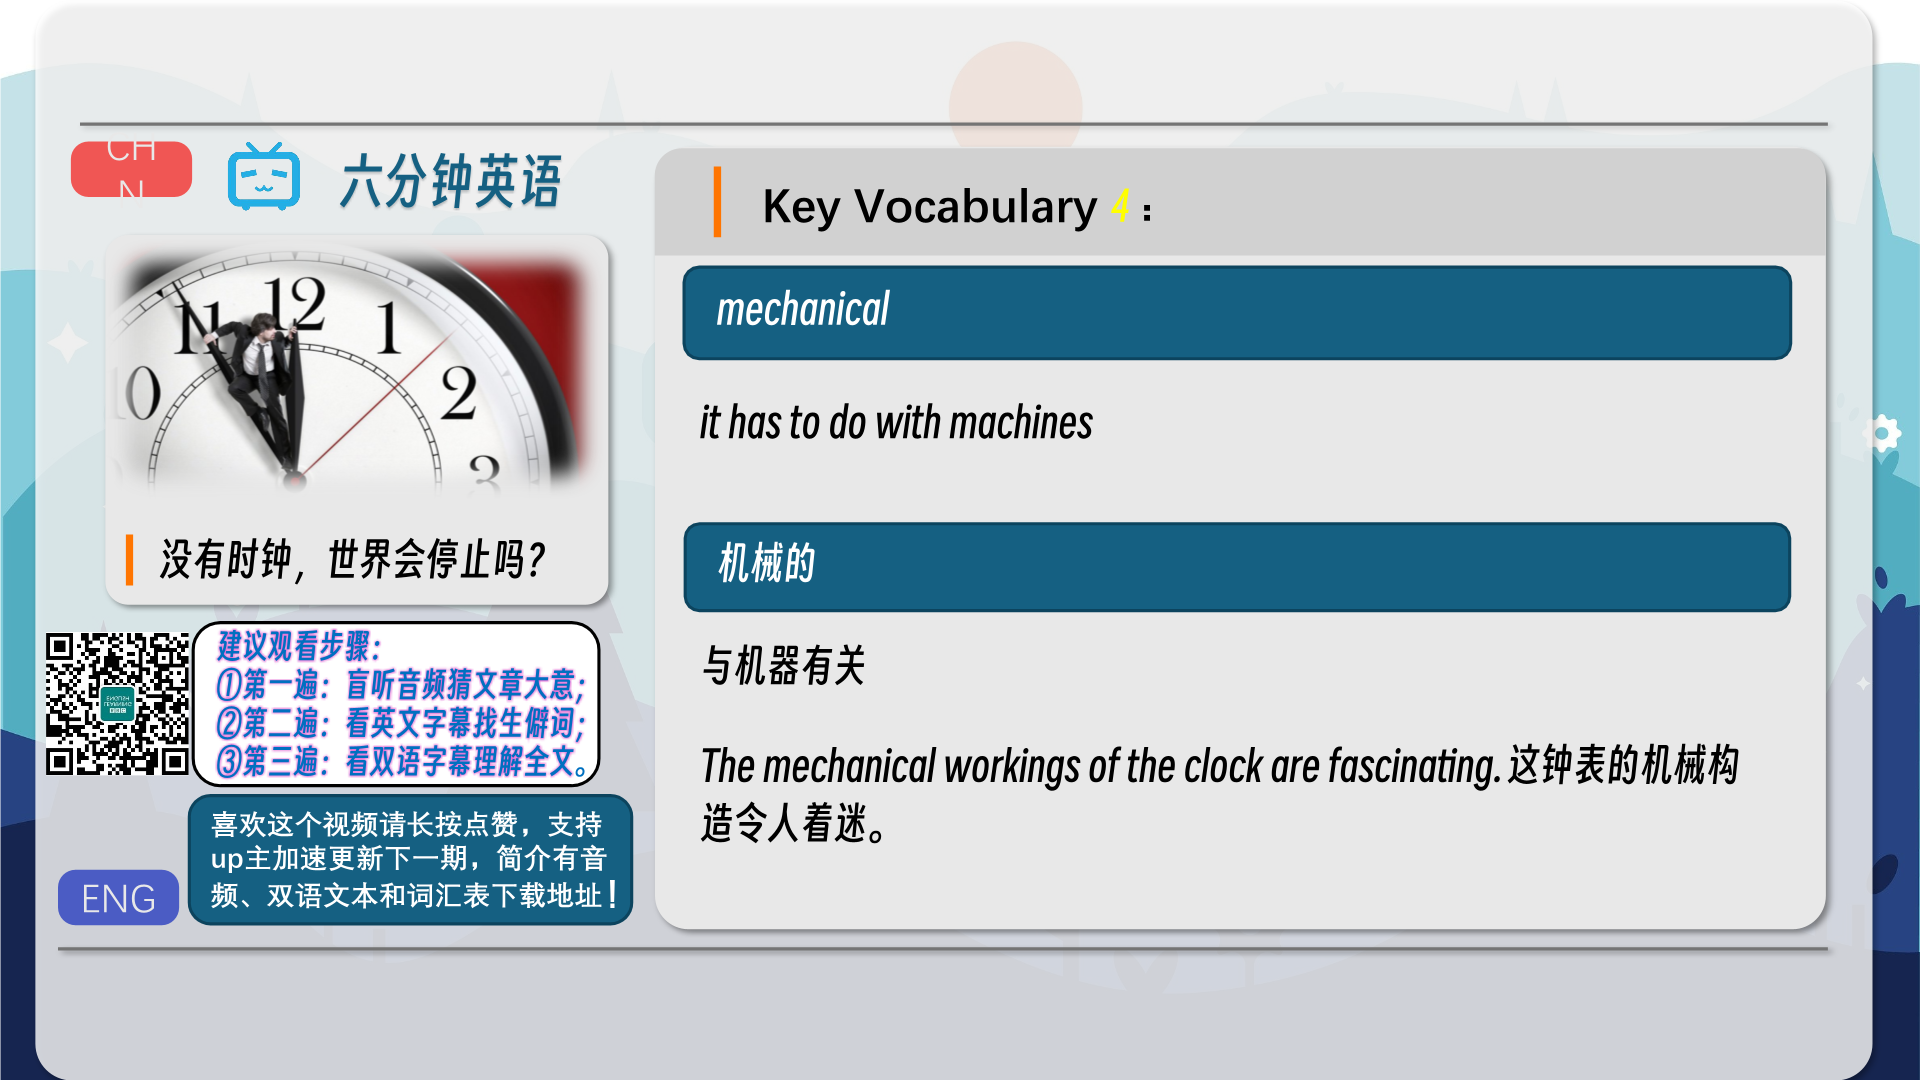 CH
N
六分钟英语
12
11
1
10
2
3
没有时钟，世界会停止吗？
建议观看步骤：
①第一遍：盲听音频猜文章大意；
②第二遍：看英文字幕找生僻词；
③第三遍：看双语字幕理解全文。
喜欢这个视频请长按点赞，支持
up主加速更新下一期，简介有音
频、双语文本和词汇表下载地址！
ENG
Key Vocabulary 4：
mechanical
it has to do with machines
机械的
与机器有关
The mechanical workings of the clock are fascinating. 这钟表的机械构
造令人着迷。